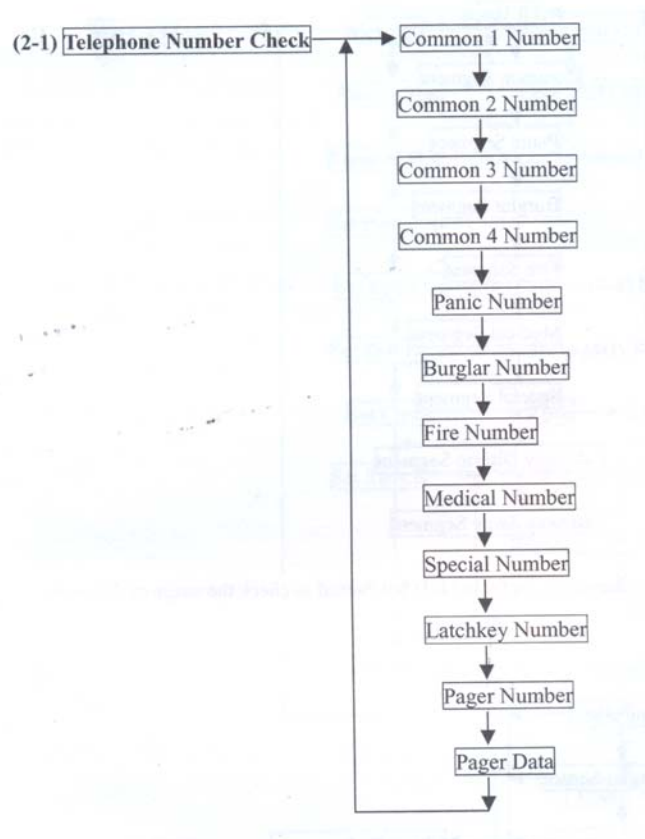 (2-1) Telephone Number Check
Common 1 Number
Common 2 Number
Common 3 Number
Common 4 Number
Panic Number
Burglar Number
Fire Number
Medical Number
Special Number
Latchkey Number
Pager Number
Pager Data